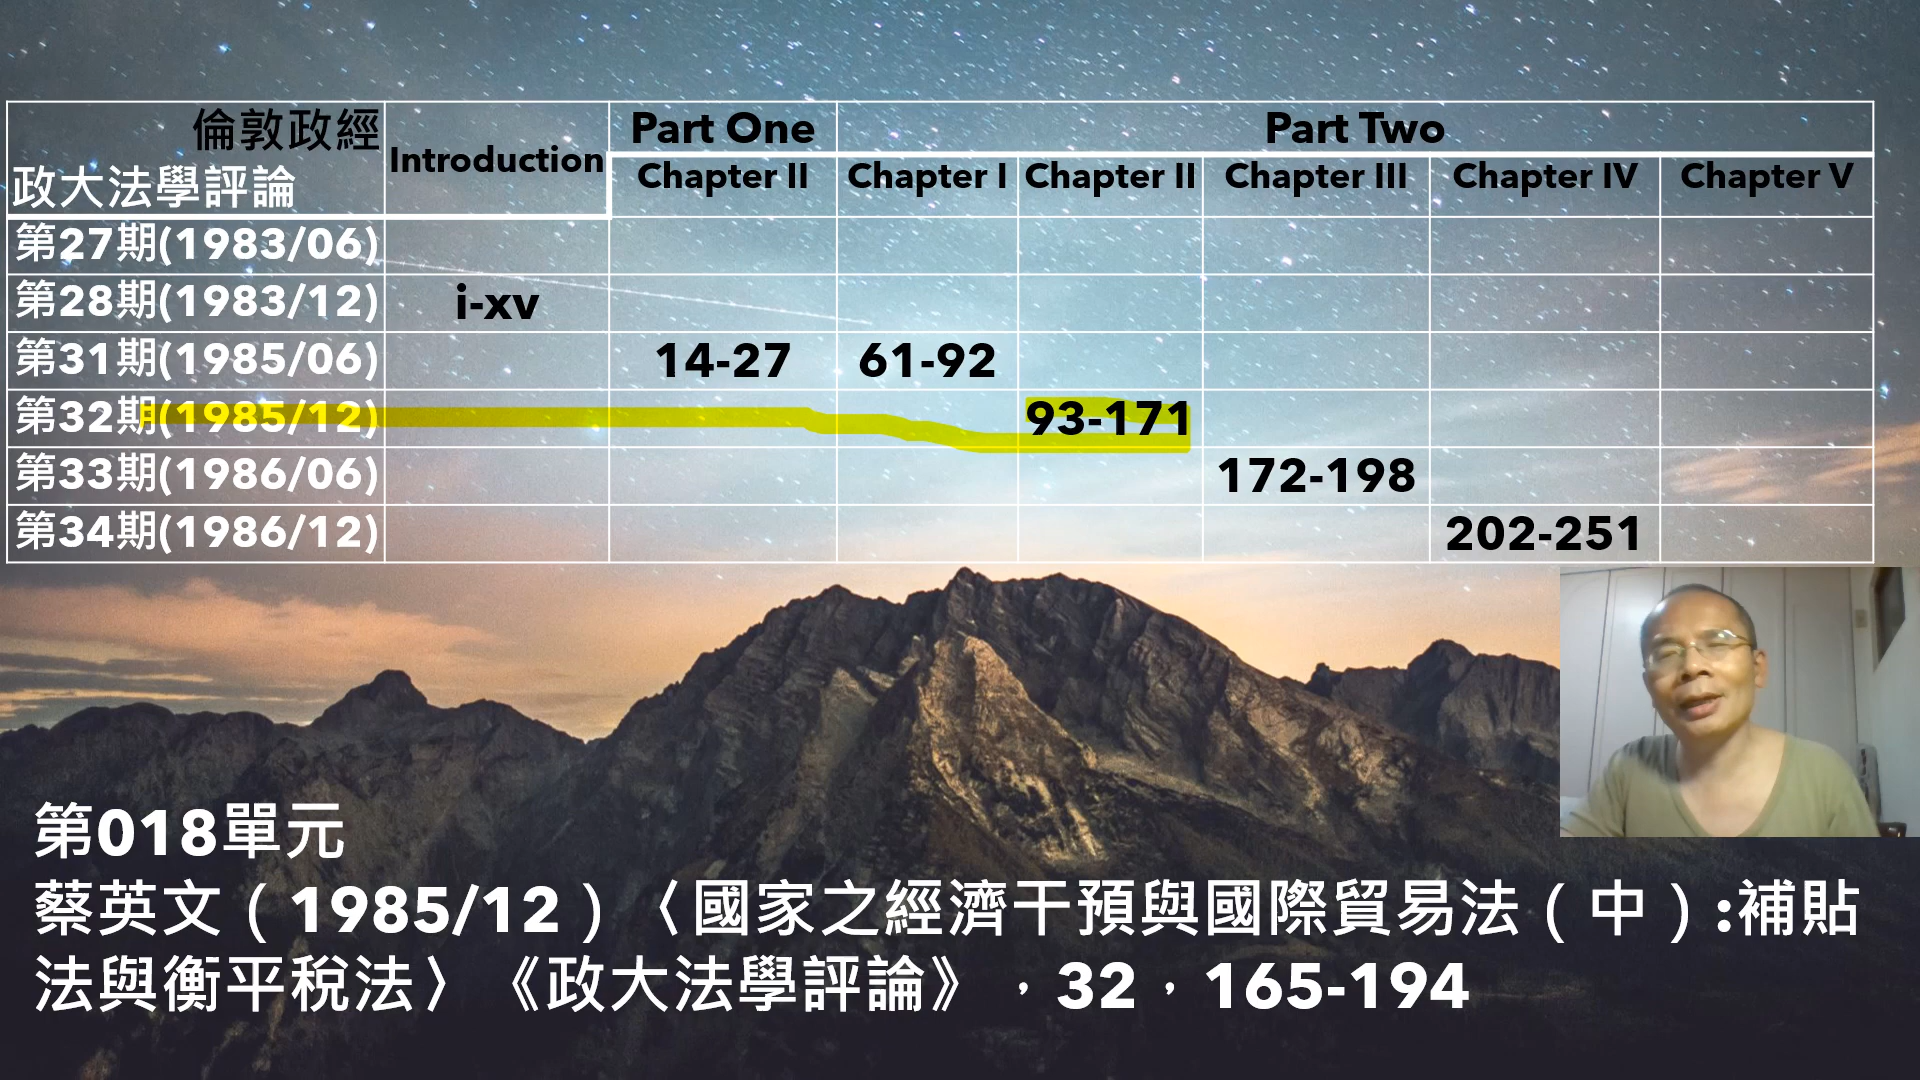 倫敦政經
政大法學評論
Introduction
Part One
Part Two
Chapter II
Chapter I
Chapter II
Chapter III
Chapter IV
Chapter V
第27期(1983/06)
第28期(1983/12) i-xv
第31期(1985/06) 14-27 61-92
第32期(1985/12) 93-171
第33期(1986/06) 172-198
第34期(1986/12) 202-251
第018單元
蔡英文（1985/12）〈國家之經濟干預與國際貿易法（中）:補貼
法與衡平稅法〉《政大法學評論》，32，165-194